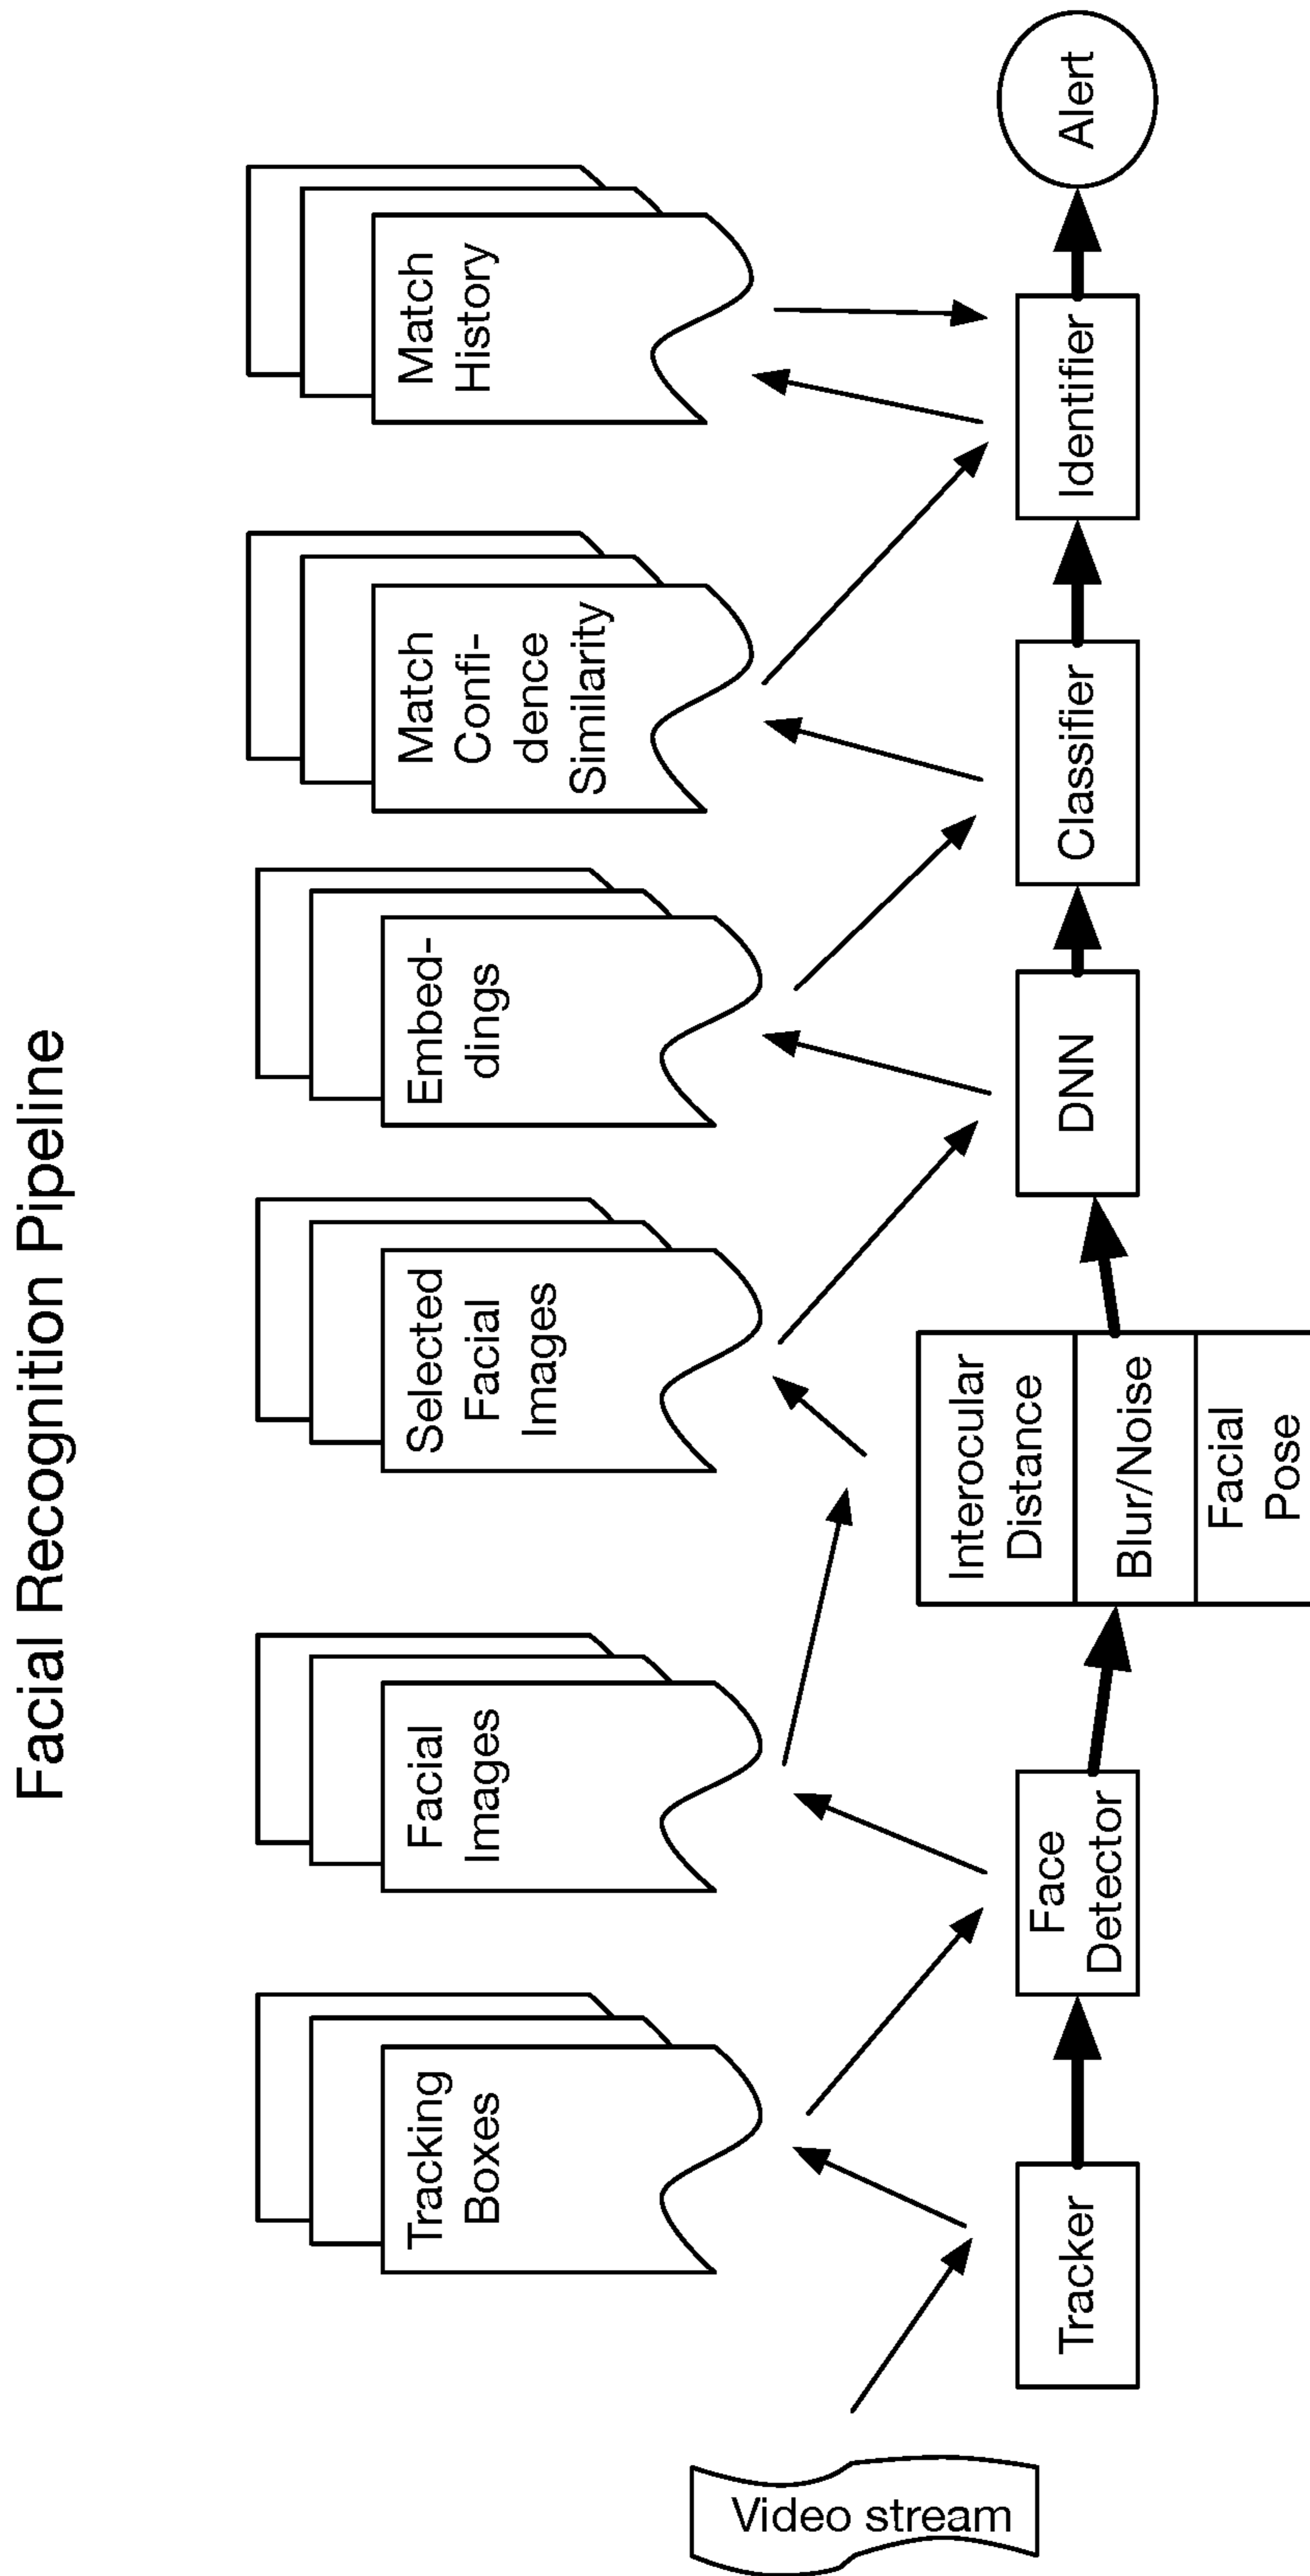 Facial Recognition Pipeline
Tracking
Boxes
Facial
Images
Selected
Facial
Images
Embed-
dings
Match
Confi-
dence
Similarity
Match
History
Video stream
Tracker
Face
Detector
Interocular
Distance
Blur/Noise
Facial
Pose
DNN
Classifier
Identifier
Alert